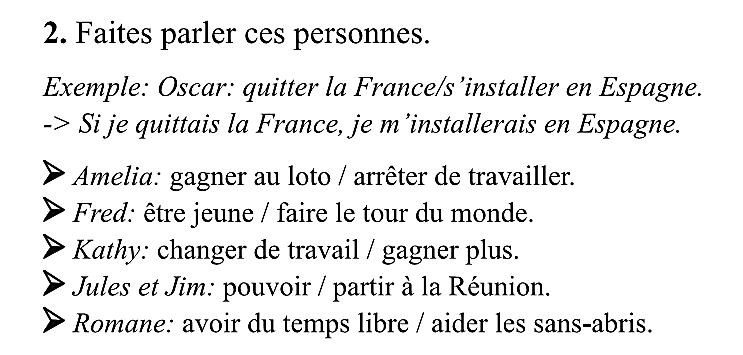 2. Faites parler ces personnes.
Exemple: Oscar: quitter la France/s'installer en Espagne.
-> Si je quittais la France, je m'installerais en Espagne.
➢ Amelia: gagner au loto / arrêter de travailler.
➢ Fred: être jeune / faire le tour du monde.
➢ Kathy: changer de travail / gagner plus.
➢ Jules et Jim: pouvoir / partir à la Réunion.
➢ Romane: avoir du temps libre / aider les sans-abris.